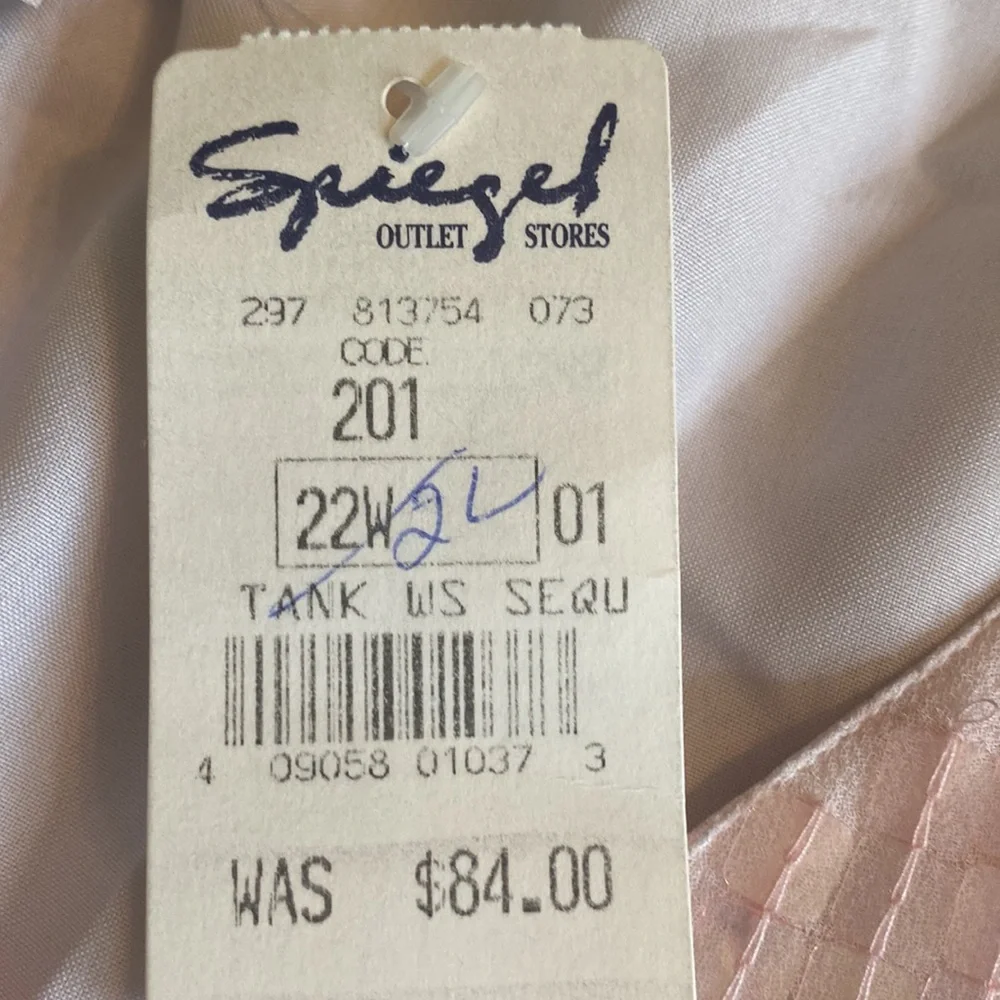 Spiegel
OUTLET STORES
297 813754 073
CODE
201
22W 01
TANK WS SEQU
4 09058 01037 3
WAS $84.00